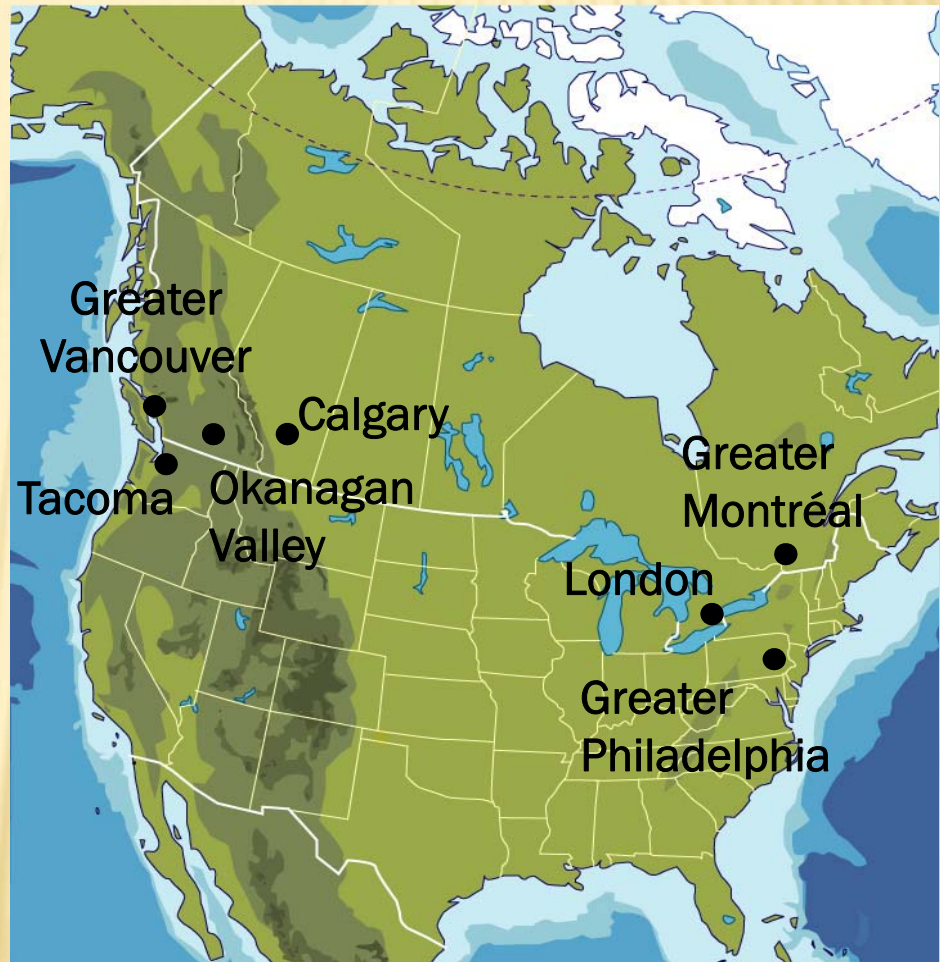 Greater
Vancouver
Calgary
Tacoma
Okanagan
Valley
Greater
Montréal
London
Greater
Philadelphia